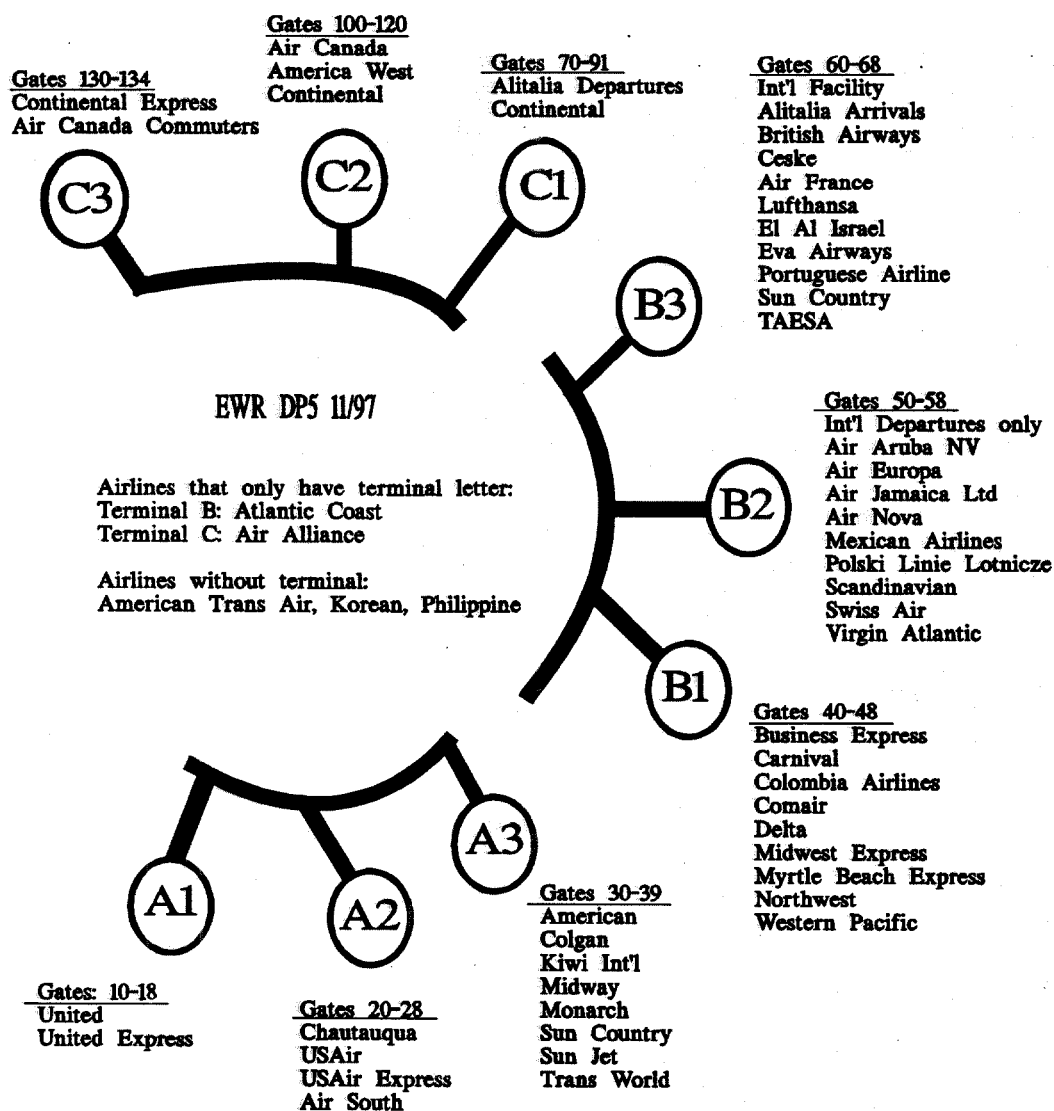 Gates 100-120
Air Canada
America West
Continental
Gates 130-134
Continental Express
Air Canada Commuters
Gates 70-91
Alitalia Departures
Continental
Gates 60-68
Int'l Facility
Alitalia Arrivals
British Airways
Ceske
Air France
Lufthansa
El Al Israel
Eva Airways
Portuguese Airline
Sun Country
TAESA
C3
C2
C1
B3
EWR DP5 11/97
Airlines that only have terminal letter:
Terminal B: Atlantic Coast
Terminal C: Air Alliance
Airlines without terminal:
American Trans Air, Korean, Philippine
B2
Gates 50-58
Int'l Departures only
Air Aruba NV
Air Europa
Air Jamaica Ltd
Air Nova
Mexican Airlines
Polski Linie Lotnicze
Scandinavian
Swiss Air
Virgin Atlantic
B1
Gates 40-48
Business Express
Carnival
Colombia Airlines
Comair
Delta
Midwest Express
Myrtle Beach Express
Northwest
Western Pacific
A1
A2
A3
Gates: 10-18
United
United Express
Gates 20-28
Chautauqua
USAir
USAir Express
Air South
Gates 30-39
American
Colgan
Kiwi Int'l
Midway
Monarch
Sun Country
Sun Jet
Trans World